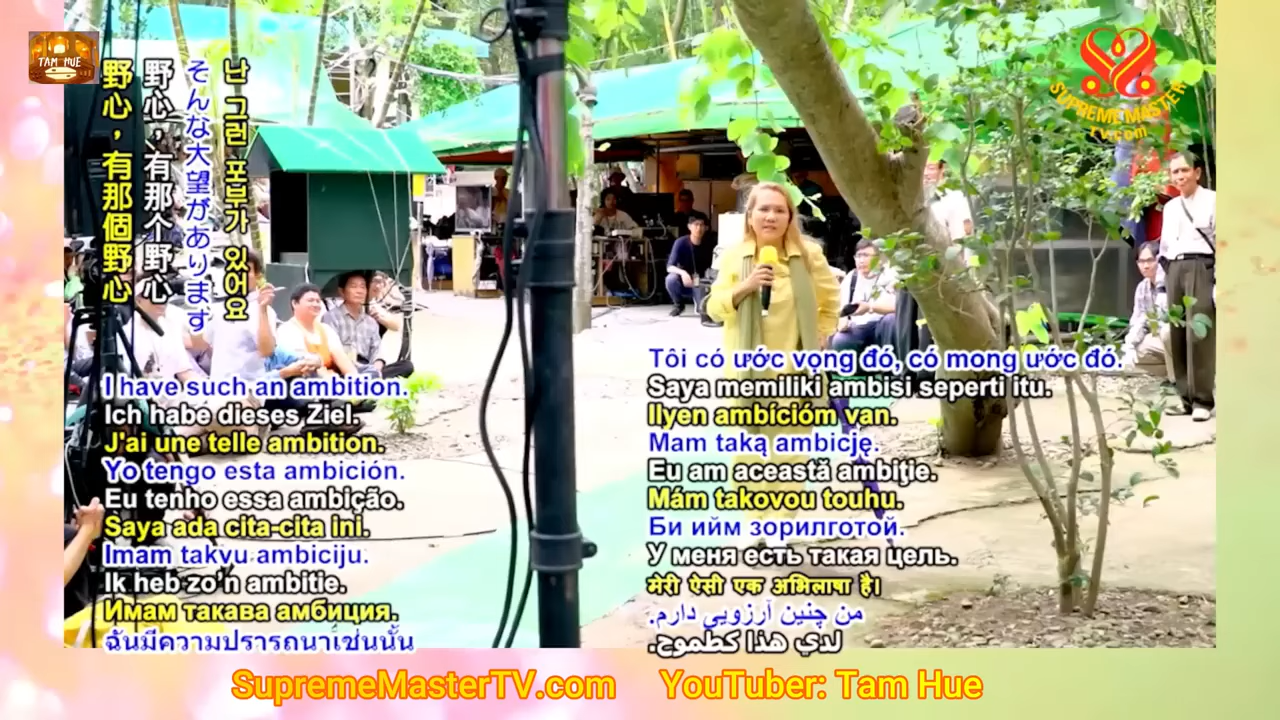 TAM HUE
SUPREME MASTER
TV.com
野心，有那個野心
野心，有那个野心
そんな大望があります
난 그런 포부가 있어요
I have such an ambition.
Ich habe dieses Ziel.
J'ai une telle ambition.
Yo tengo esta ambición.
Eu tenho essa ambição.
Saya ada cita-cita ini.
Imam takvu ambiciju.
Ik heb zo'n ambitie.
Имам такава амбиция.
ฉันมีความปรารถนาเช่นนั้น
Tôi có ước vọng đó, có mong ước đó.
Saya memiliki ambisi seperti itu.
Ilyen ambícióm van.
Mam taką ambicję.
Eu am această ambiţie.
Mám takovou touhu.
Би ийм зорилготой.
У меня есть такая цель.
मेरी ऐसी एक अभिलाषा है।
من چنین آرزویی دارم.
لدي هذا كطموح.
SupremeMasterTV.com
YouTuber: Tam Hue